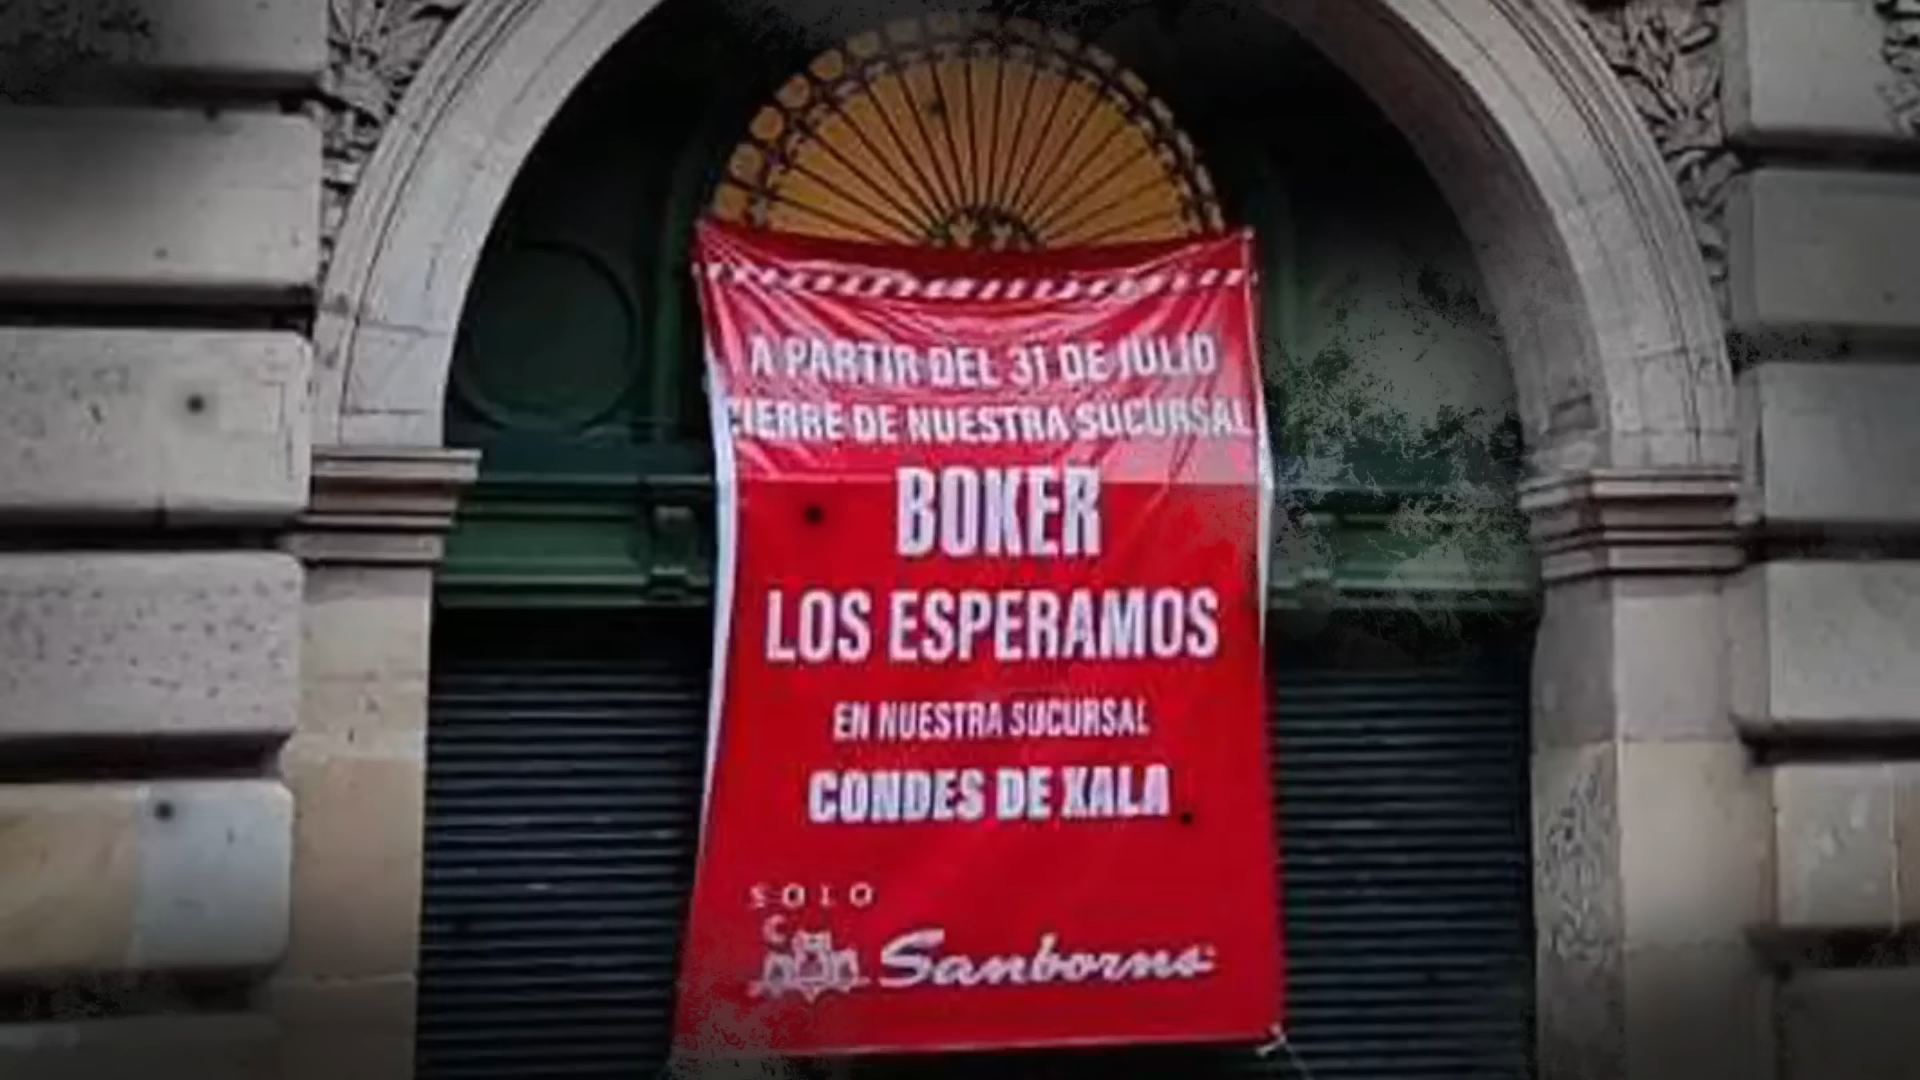 A PARTIR DEL 31 DE JULIO
CIERRE DE NUESTRA SUCURSAL
BOKER
LOS ESPERAMOS
EN NUESTRA SUCURSAL
CONDES DE XALA
SOLO
Sanborns